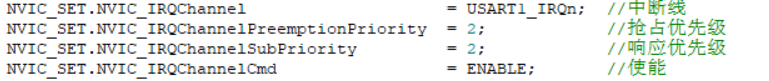 NVIC_SET.NVIC_IRQChannel = USART1_IRQn; //中断线
NVIC_SET.NVIC_IRQChannelPreemptionPriority = 2; //抢占优先级
NVIC_SET.NVIC_IRQChannelSubPriority = 2; //响应优先级
NVIC_SET.NVIC_IRQChannelCmd = ENABLE; //使能